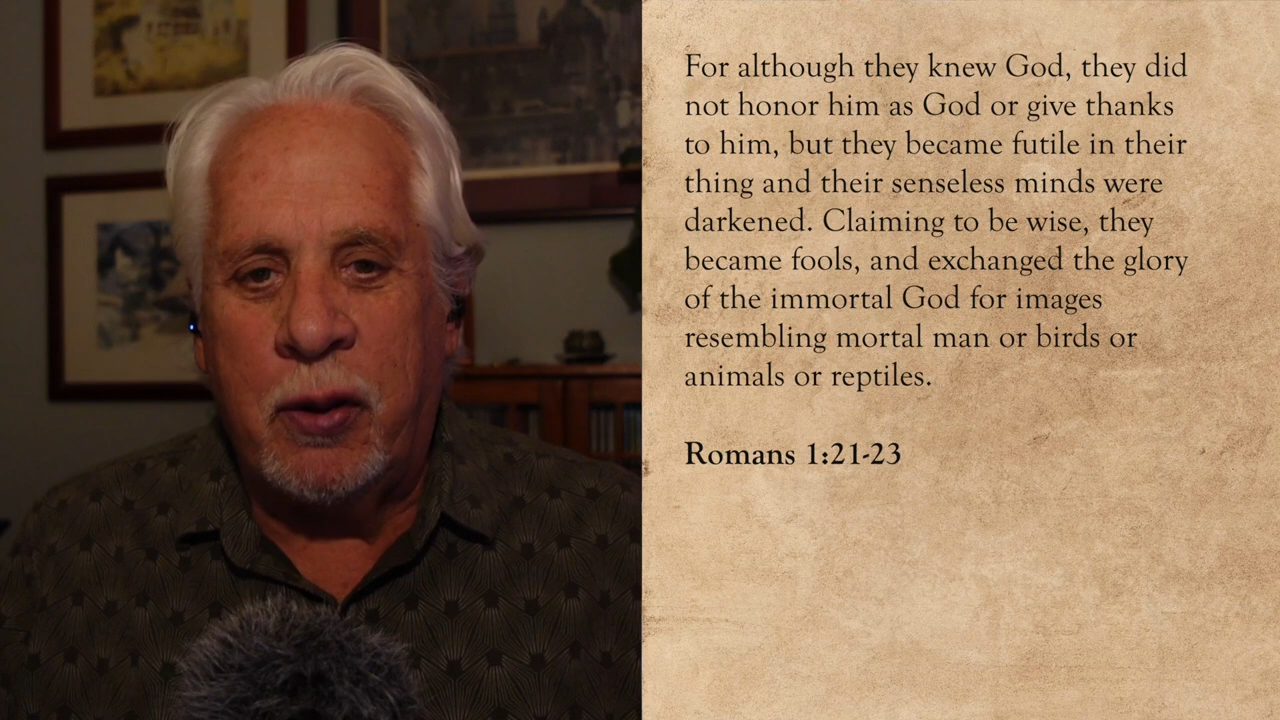 For although they knew God, they did
not honor him as God or give thanks
to him, but they became futile in their
thing and their senseless minds were
darkened. Claiming to be wise, they
became fools, and exchanged the glory
of the immortal God for images
resembling mortal man or birds or
animals or reptiles.
Romans 1:21-23